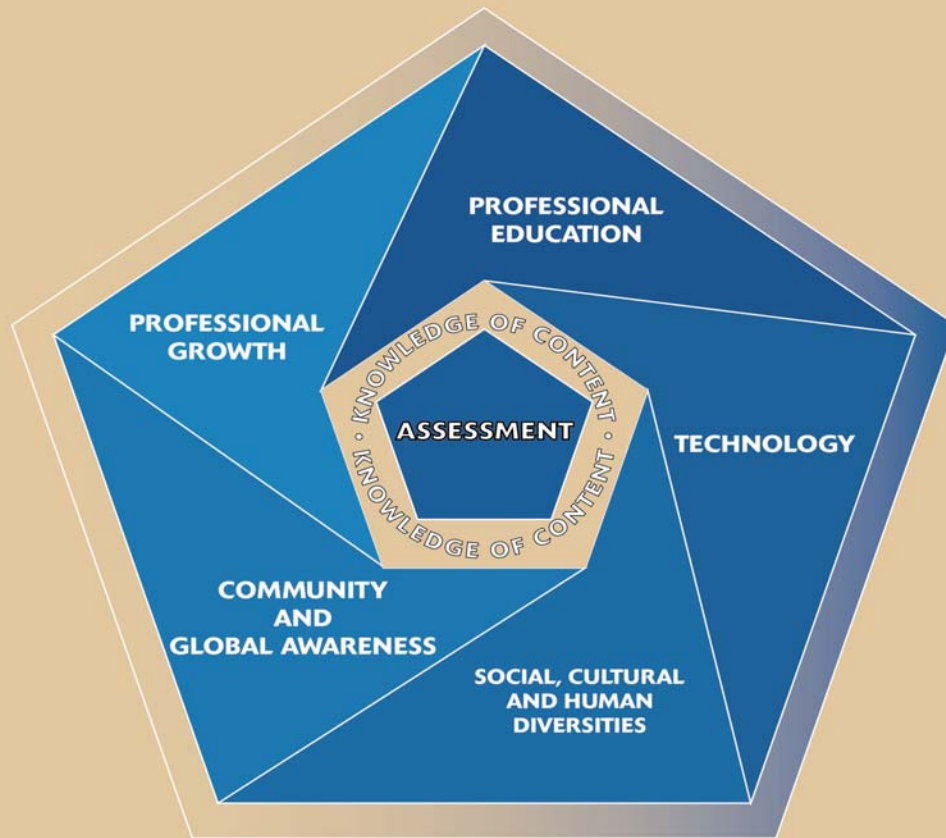 PROFESSIONAL
EDUCATION
PROFESSIONAL
GROWTH
· KNOWLEDGE OF CONTENT ·
ASSESSMENT
KNOWLEDGE OF CONTENT
TECHNOLOGY
COMMUNITY
AND
GLOBAL AWARENESS
SOCIAL, CULTURAL
AND HUMAN
DIVERSITIES